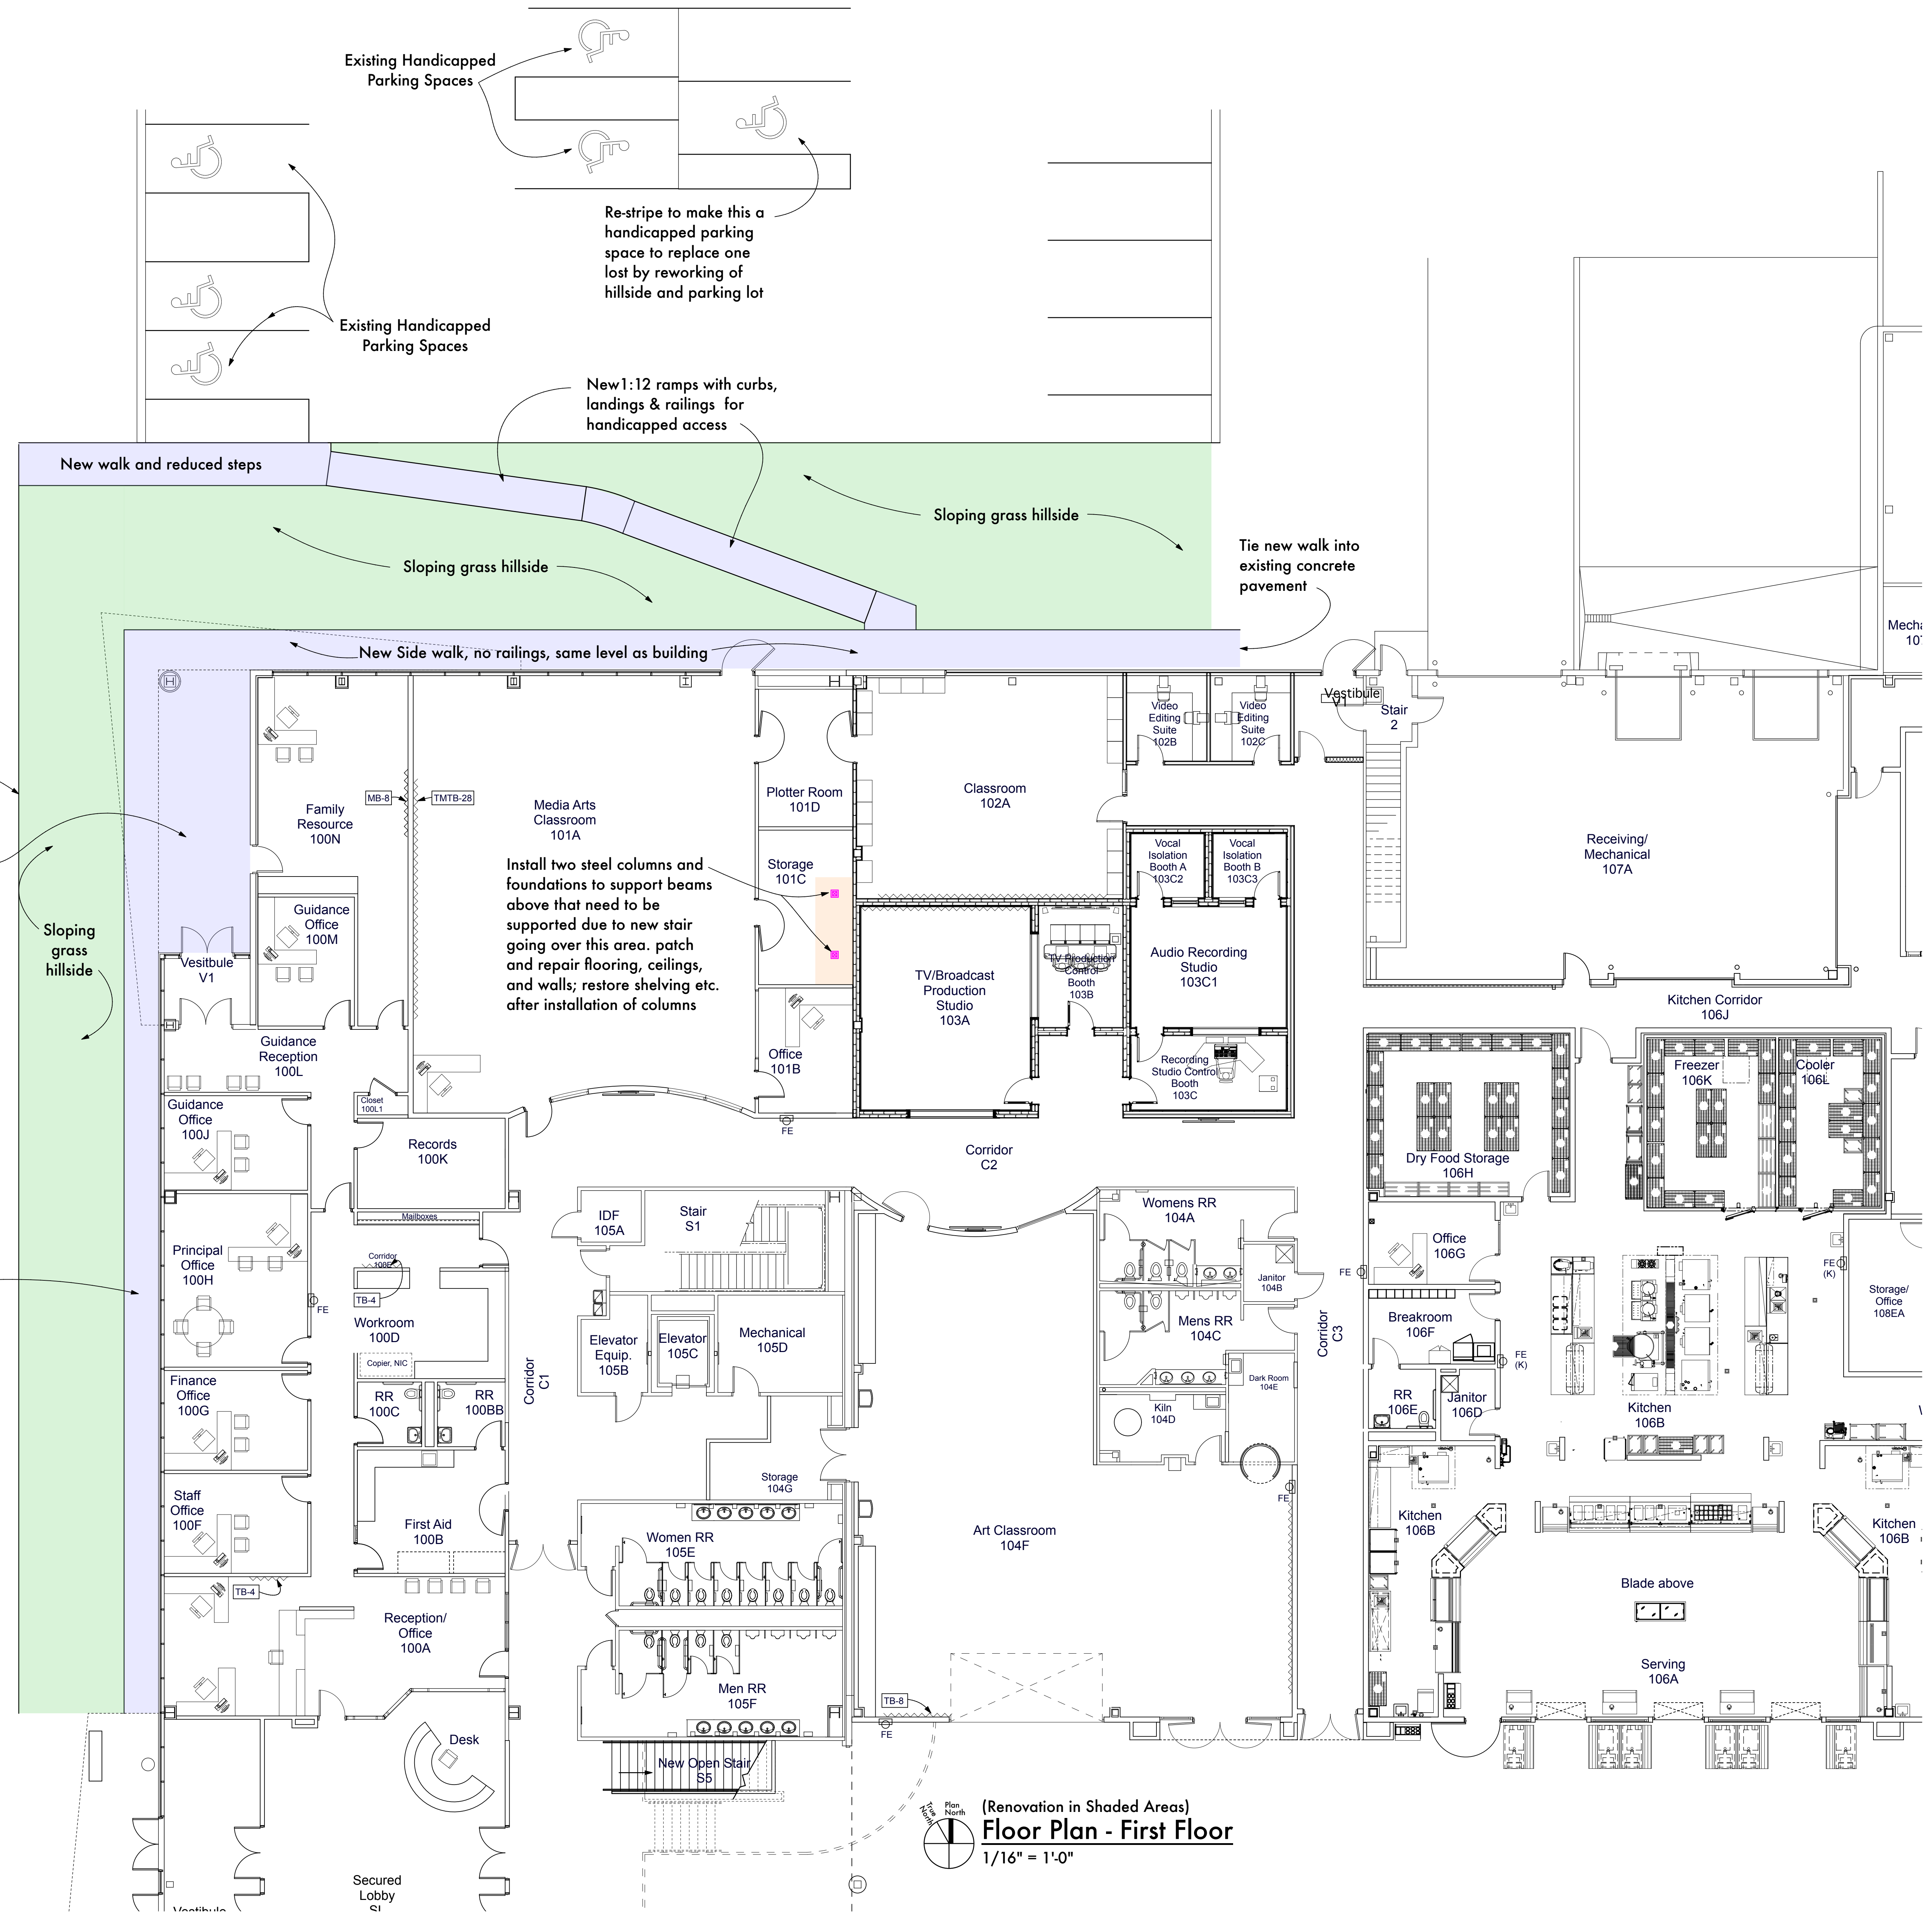 Existing Handicapped
Parking Spaces
Re-stripe to make this a
handicapped parking
space to replace one
lost by reworking of
hillside and parking lot
Existing Handicapped
Parking Spaces
New1:12 ramps with curbs,
landings & railings for
handicapped access
New walk and reduced steps
Sloping grass hillside
Sloping grass hillside
Tie new walk into
existing concrete
pavement
New Side walk, no railings, same level as building
Family
Resource
100N
MB-8
TMTB-28
Media Arts
Classroom
101A
Plotter Room
101D
Storage
101C
Install two steel columns and
foundations to support beams
above that need to be
supported due to new stair
going over this area. patch
and repair flooring, ceilings,
and walls; restore shelving etc.
after installation of columns
Classroom
102A
Video
Editing
Suite
102B
Video
Editing
Suite
102C
Vestibule
V1
Stair
2
Receiving/
Mechanical
107A
Vocal
Isolation
Booth A
103C2
Vocal
Isolation
Booth B
103C3
Guidance
Office
100M
Sloping
grass
hillside
Vesitbule
V1
TV/Broadcast
Production
Studio
103A
TV Production
Control
Booth
103B
Audio Recording
Studio
103C1
Kitchen Corridor
106J
Guidance
Reception
100L
Office
101B
Recording
Studio Control
Booth
103C
Closet
100L1
Guidance
Office
100J
Records
100K
FE
Corridor
C2
Dry Food Storage
106H
Freezer
106K
Cooler
106L
Mailboxes
IDF
105A
Stair
S1
Womens RR
104A
Principal
Office
100H
Corridor
TB-4
FE
Workroom
100D
Copier, NIC
Janitor
104B
FE
Office
106G
FE
(K)
Storage/
Office
108EA
Elevator
Equip.
105B
Elevator
105C
Mechanical
105D
Mens RR
104C
Corridor
C3
Breakroom
106F
FE
(K)
Finance
Office
100G
RR
100C
RR
100BB
Corridor
C1
Dark Room
104E
Kiln
104D
RR
106E
Janitor
106D
Kitchen
106B
Staff
Office
100F
First Aid
100B
Storage
104G
FE
Women RR
105E
Art Classroom
104F
Kitchen
106B
Kitchen
106B
Blade above
TB-4
Reception/
Office
100A
Men RR
105F
TB-8
FE
Serving
106A
Desk
New Open Stair
S5
True
North
Plan
North
(Renovation in Shaded Areas)
Floor Plan - First Floor
1/16" = 1'-0"
Secured
Lobby